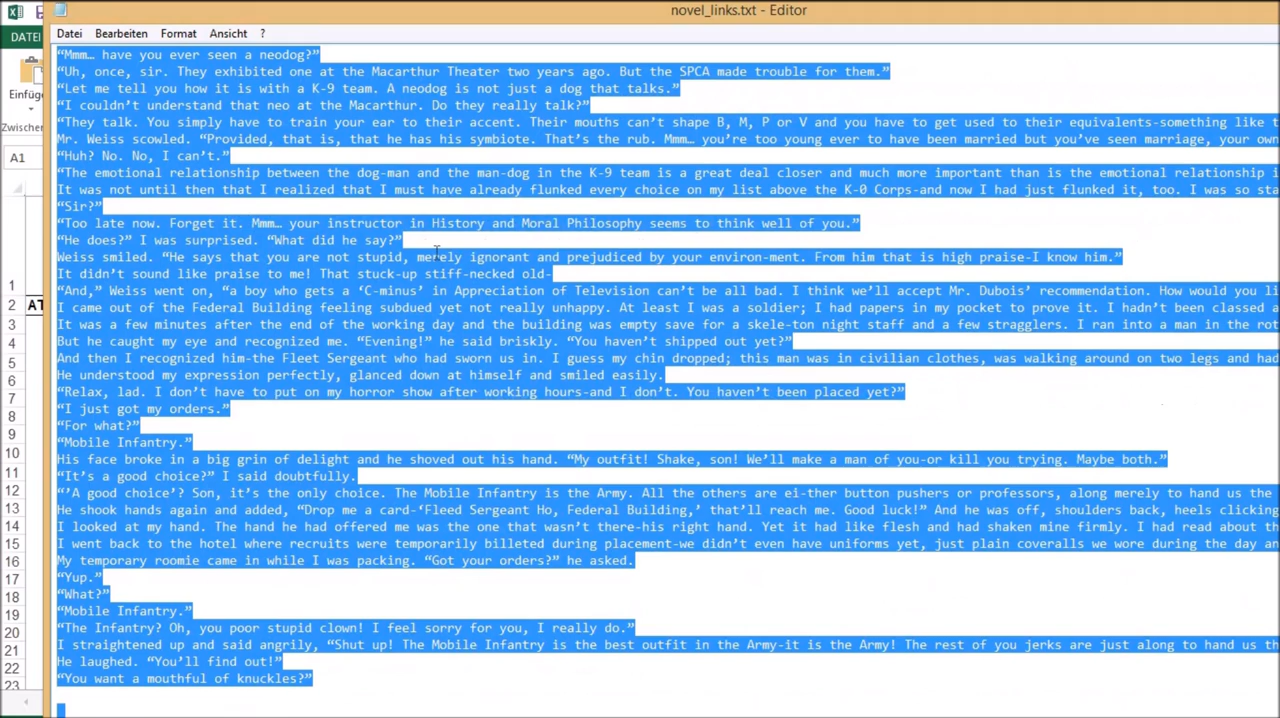 novel_links.txt - Editor
DATEI
Datei Bearbeiten Format Ansicht ?
Einfüge
Zwischer
A1
1
2 AT
3
4
5
6
7
8
9
10
11
12
13
14
15
16
17
18
19
20
21
22
23
“Mmm… have you ever seen a neodog?”
“Uh, once, sir. They exhibited one at the Macarthur Theater two years ago. But the SPCA made trouble for them.”
“Let me tell you how it is with a K-9 team. A neodog is not just a dog that talks.”
“I couldn’t understand that neo at the Macarthur. Do they really talk?”
“They talk. You simply have to train your ear to their accent. Their mouths can’t shape B, M, P or V and you have to get used to their equivalents-something like t
Mr. Weiss scowled. “Provided, that is, that he has his symbiote. That’s the rub. Mmm… you’re too young ever to have been married but you’ve seen marriage, your own
“Huh? No. No, I can’t.”
“The emotional relationship between the dog-man and the man-dog in the K-9 team is a great deal closer and much more important than is the emotional relationship i
It was not until then that I realized that I must have already flunked every choice on my list above the K-0 Corps-and now I had just flunked it, too. I was so sta
“Sir?”
“Too late now. Forget it. Mmm… your instructor in History and Moral Philosophy seems to think well of you.”
“He does?” I was surprised. “What did he say?”
Weiss smiled. “He says that you are not stupid, merely ignorant and prejudiced by your environ-ment. From him that is high praise-I know him.”
It didn’t sound like praise to me! That stuck-up stiff-necked old-
“And,” Weiss went on, “a boy who gets a ‘C-minus’ in Appreciation of Television can’t be all bad. I think we’ll accept Mr. Dubois’ recommendation. How would you li
I came out of the Federal Building feeling subdued yet not really unhappy. At least I was a soldier; I had papers in my pocket to prove it. I hadn’t been classed a
It was a few minutes after the end of the working day and the building was empty save for a skele-ton night staff and a few stragglers. I ran into a man in the rot
But he caught my eye and recognized me. “Evening!” he said briskly. “You haven’t shipped out yet?”
And then I recognized him-the Fleet Sergeant who had sworn us in. I guess my chin dropped; this man was in civilian clothes, was walking around on two legs and had
He understood my expression perfectly, glanced down at himself and smiled easily.
“Relax, lad. I don’t have to put on my horror show after working hours-and I don’t. You haven’t been placed yet?”
“I just got my orders.”
“For what?”
“Mobile Infantry.”
His face broke in a big grin of delight and he shoved out his hand. “My outfit! Shake, son! We’ll make a man of you-or kill you trying. Maybe both.”
“It’s a good choice?” I said doubtfully.
“’A good choice’? Son, it’s the only choice. The Mobile Infantry is the Army. All the others are ei-ther button pushers or professors, along merely to hand us the
He shook hands again and added, “Drop me a card-‘Fleed Sergeant Ho, Federal Building,’ that’ll reach me. Good luck!” And he was off, shoulders back, heels clicking
I looked at my hand. The hand he had offered me was the one that wasn’t there-his right hand. Yet it had like flesh and had shaken mine firmly. I had read about th
I went back to the hotel where recruits were temporarily billeted during placement-we didn’t even have uniforms yet, just plain coveralls we wore during the day an
My temporary roomie came in while I was packing. “Got your orders?” he asked.
“Yup.”
“What?”
“Mobile Infantry.”
“The Infantry? Oh, you poor stupid clown! I feel sorry for you, I really do.”
I straightened up and said angrily, “Shut up! The Mobile Infantry is the best outfit in the Army-it is the Army! The rest of you jerks are just along to hand us th
He laughed. “You’ll find out!”
“You want a mouthful of knuckles?”